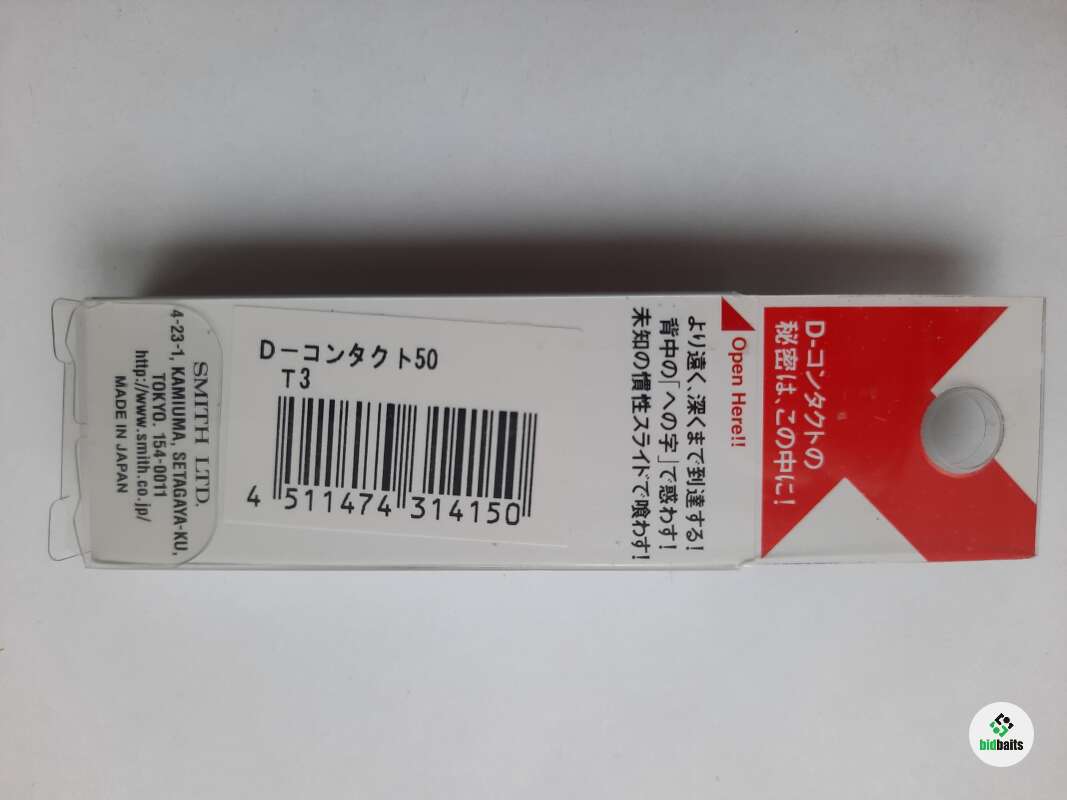 D-コンタクトの
秘密は、この中に!
Open Here!!
より遠く、深くまで到達する!
背中の「への字」で惑わす!
未知の慣性スライドで喰わす!
D-コンタクト50
T3
4 511474 314150
SMITH LTD.
4-23-1, KAMIUMA, SETAGAYA-KU,
TOKYO. 154-0011
http://www.smith.co.jp/
MADE IN JAPAN
bidbaits